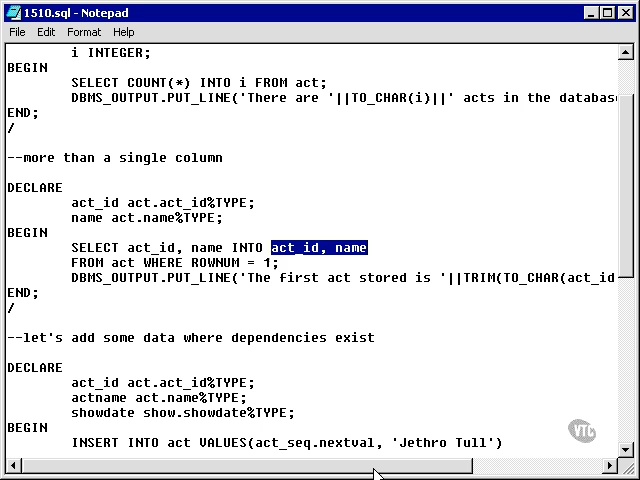 1510.sql - Notepad
File Edit Format Help
i INTEGER;
BEGIN
SELECT COUNT(*) INTO i FROM act;
DBMS_OUTPUT.PUT_LINE('There are '||TO_CHAR(i)||' acts in the database
END;
/
--more than a single column
DECLARE
act_id act.act_id%TYPE;
name act.name%TYPE;
BEGIN
SELECT act_id, name INTO act_id, name
FROM act WHERE ROWNUM = 1;
DBMS_OUTPUT.PUT_LINE('The first act stored is '||TRIM(TO_CHAR(act_id
END;
/
--let's add some data where dependencies exist
DECLARE
act_id act.act_id%TYPE;
actname act.name%TYPE;
showdate show.showdate%TYPE;
BEGIN
INSERT INTO act VALUES(act_seq.nextval, 'Jethro Tull')
VTC